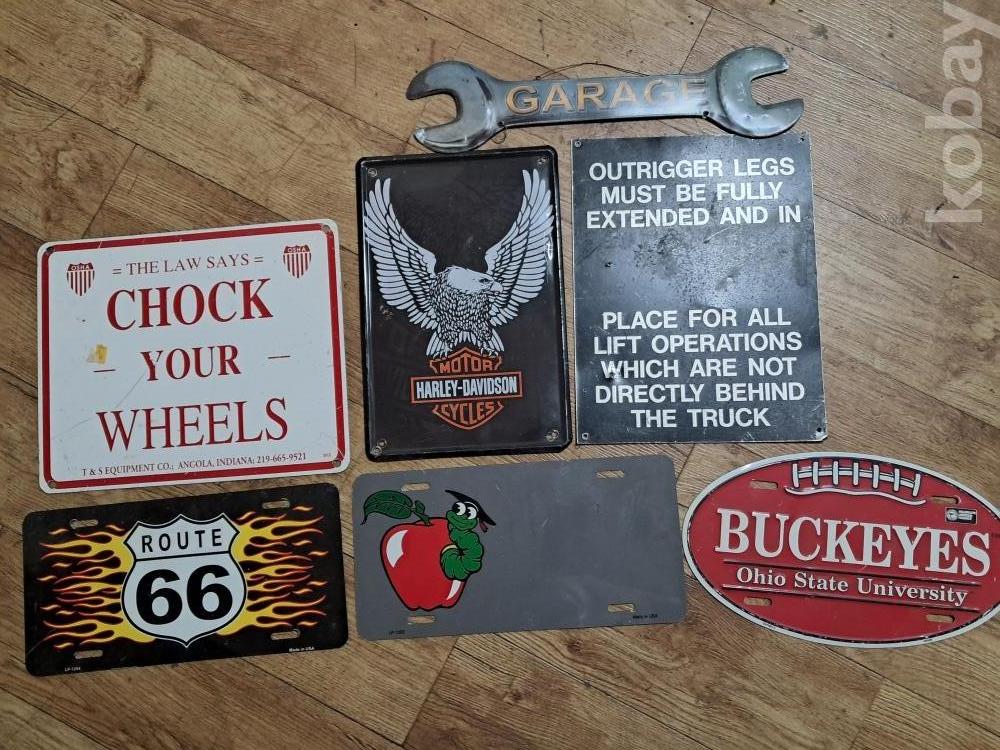 kobay
GARAGE
OSHA
OSHA
= THE LAW SAYS =
CHOCK
- YOUR -
WHEELS
T & S EQUIPMENT CO.; ANGOLA, INDIANA; 219-665-9521
MOTOR
HARLEY-DAVIDSON
CYCLES
OUTRIGGER LEGS
MUST BE FULLY
EXTENDED AND IN
PLACE FOR ALL
LIFT OPERATIONS
WHICH ARE NOT
DIRECTLY BEHIND
THE TRUCK
ROUTE
66
Made in USA
Made in USA
BUCKEYES
Ohio State University